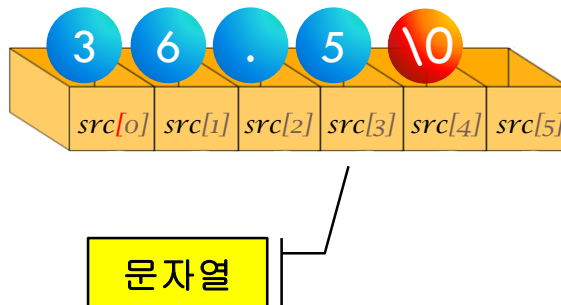 3 6 . 5 \0
src[0] src[1] src[2] src[3] src[4] src[5]
문자열